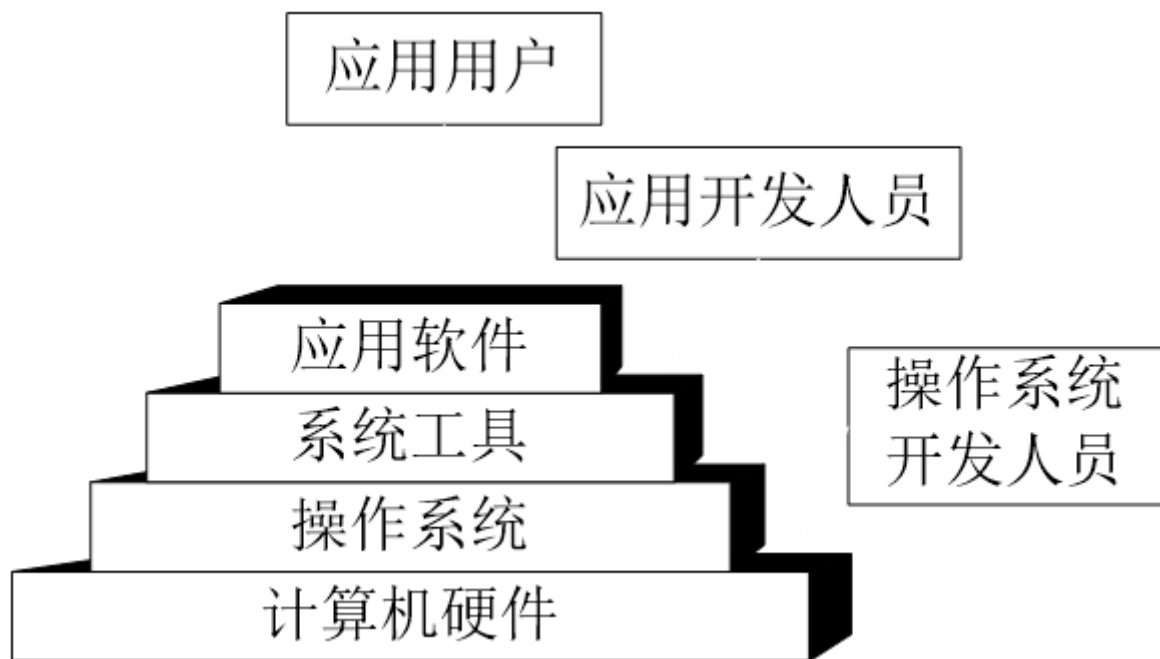 应用用户
应用开发人员
应用软件
操作系统
开发人员
系统工具
操作系统
计算机硬件